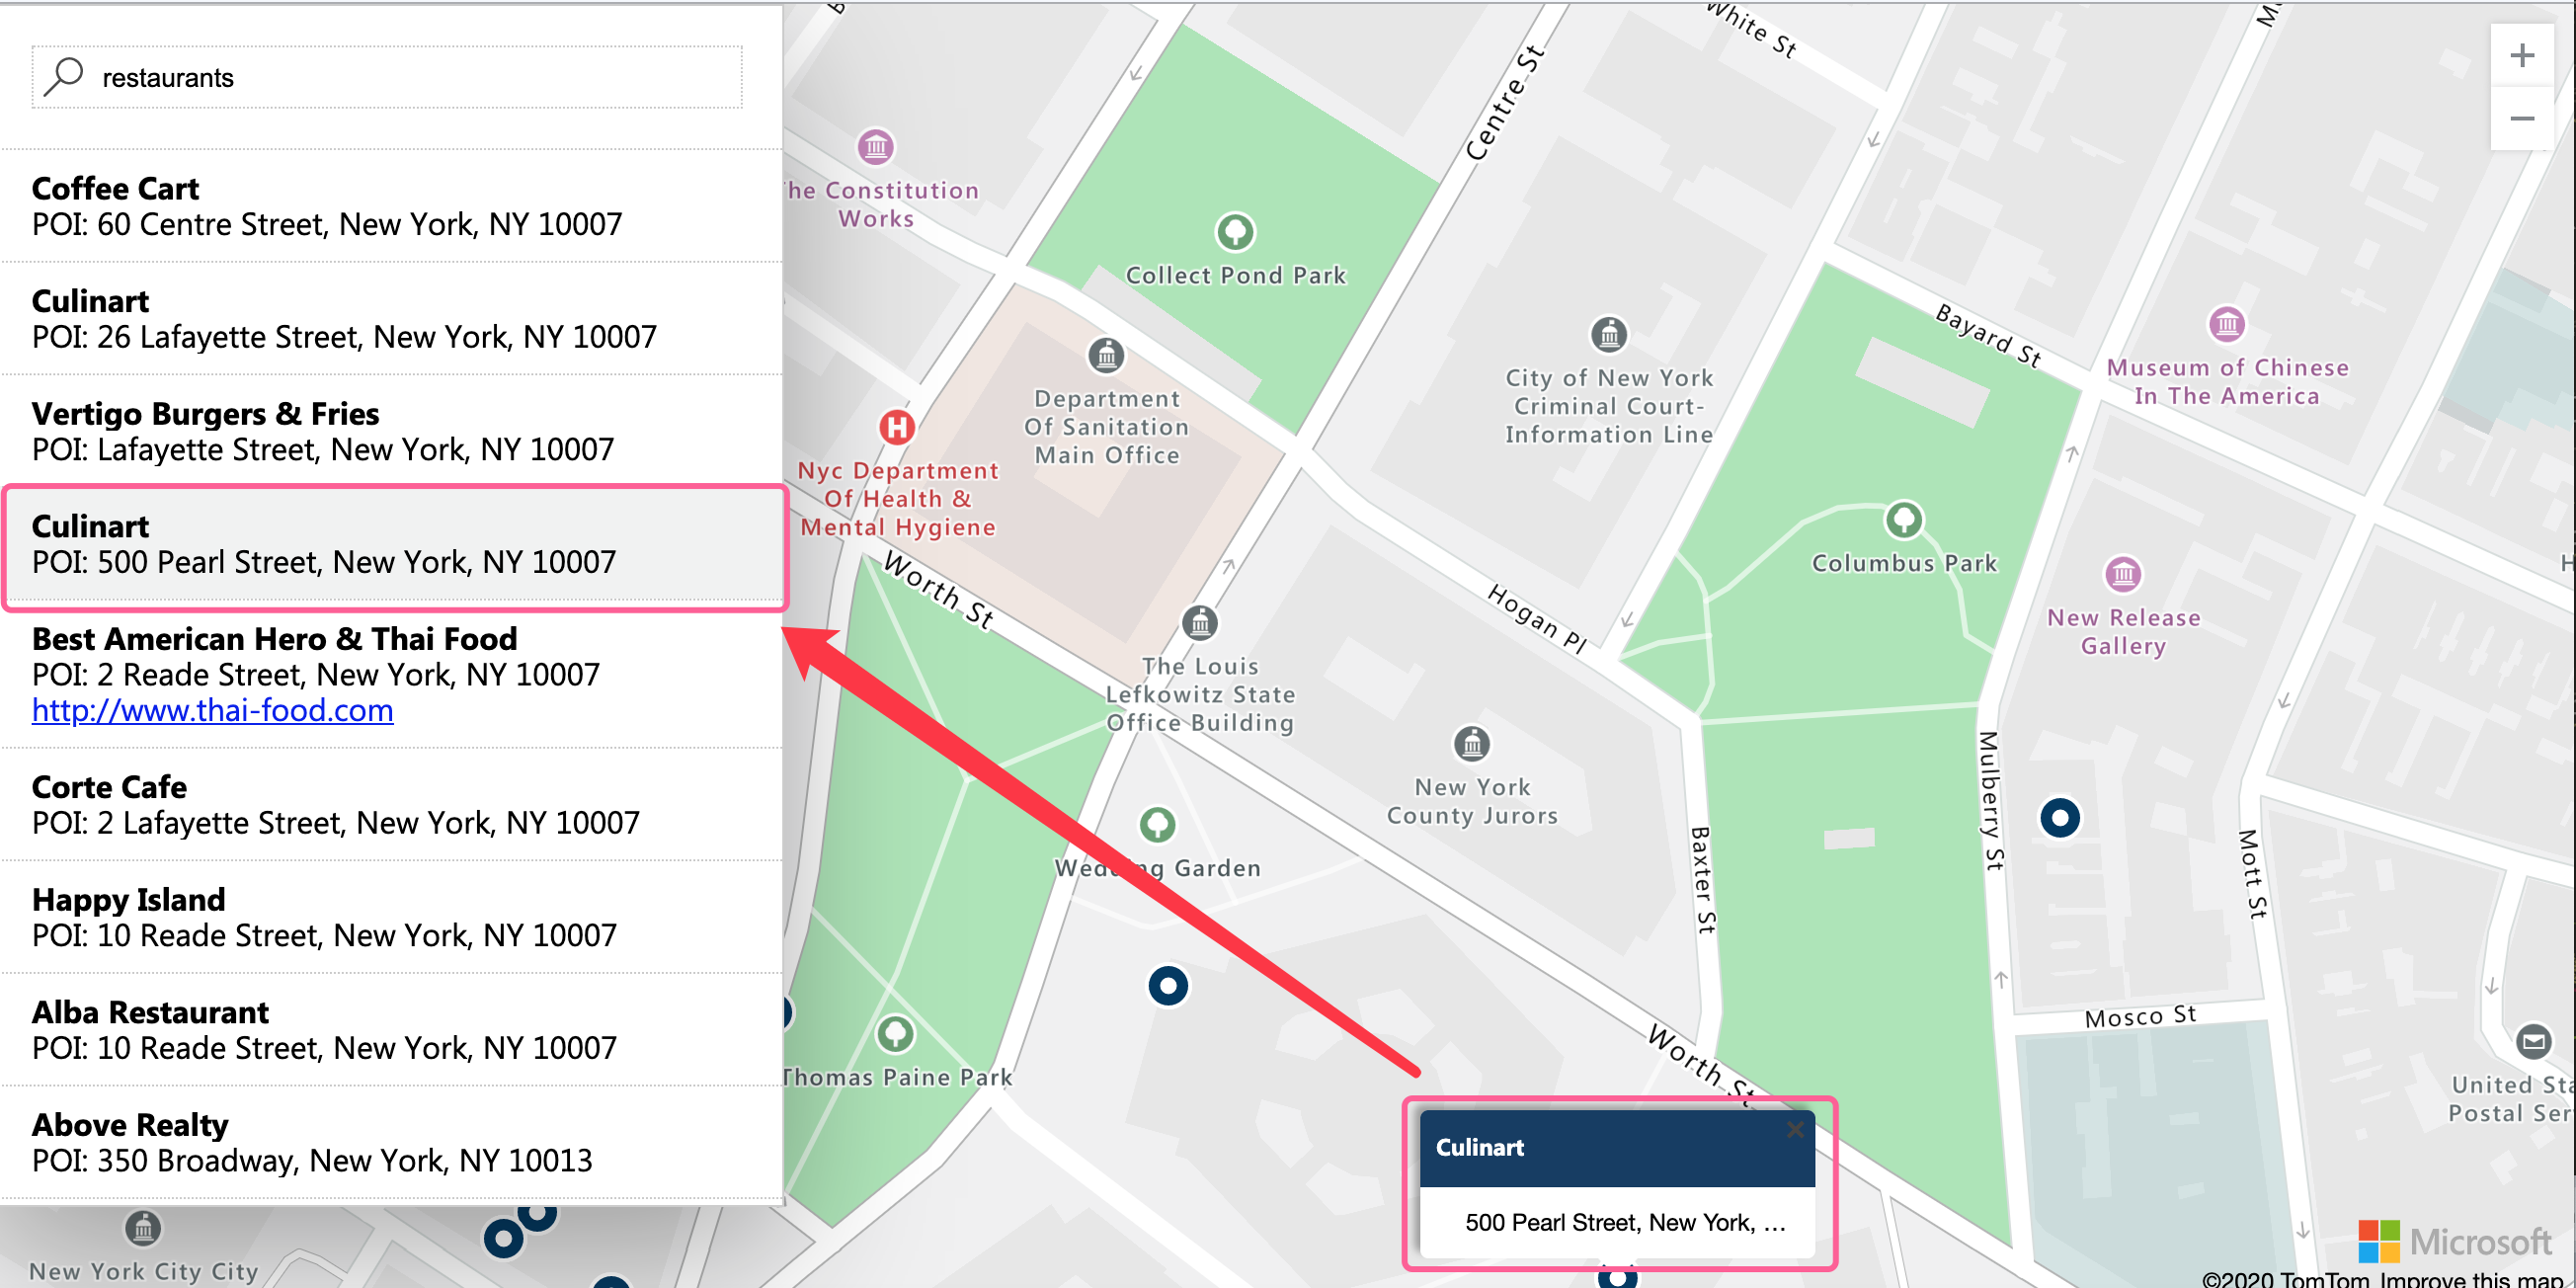 restaurants
Coffee Cart
POI: 60 Centre Street, New York, NY 10007
Culinart
POI: 26 Lafayette Street, New York, NY 10007
Vertigo Burgers & Fries
POI: Lafayette Street, New York, NY 10007
Culinart
POI: 500 Pearl Street, New York, NY 10007
Best American Hero & Thai Food
POI: 2 Reade Street, New York, NY 10007
http://www.thai-food.com
Corte Cafe
POI: 2 Lafayette Street, New York, NY 10007
Happy Island
POI: 10 Reade Street, New York, NY 10007
Alba Restaurant
POI: 10 Reade Street, New York, NY 10007
Above Realty
POI: 350 Broadway, New York, NY 10013
New York City City
White St
Centre St
The Constitution
Works
Collect Pond Park
Department
Of Sanitation
Main Office
City of New York
Criminal Court-
Information Line
Bayard St
Museum of Chinese
In The America
Nyc Department
Of Health &
Mental Hygiene
Worth St
Columbus Park
Hogan Pl
New Release
Gallery
The Louis
Lefkowitz State
Office Building
New York
County Jurors
Mulberry St
Baxter St
Mott St
Wedding Garden
Thomas Paine Park
Worth St
Mosco St
United Sta
Postal Ser
Culinart
500 Pearl Street, New York, ...
Microsoft
©2020 TomTom Improve this map